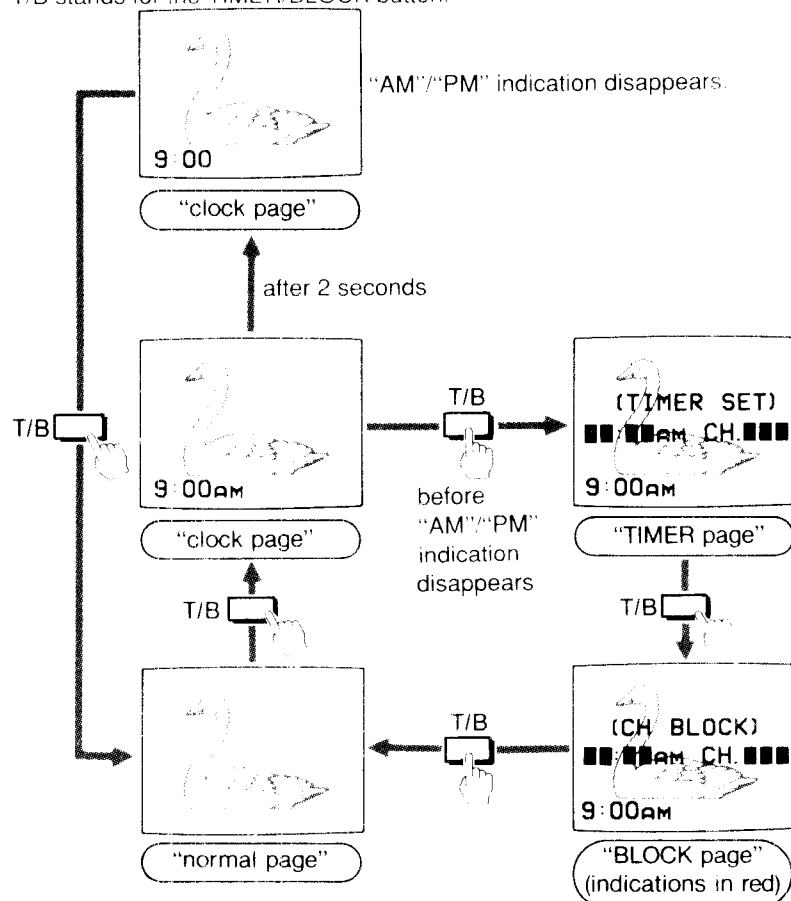 T/B stands for the TIMER/BLOCK button.
"AM"/"PM" indication disappears.
9:00
"clock page"
after 2 seconds
T/B
9:00AM
"clock page"
T/B
before
"AM"/"PM"
indication
disappears
(TIMER SET)
AM CH.
9:00AM
"TIMER page"
T/B
T/B
"normal page"
T/B
(CH BLOCK)
AM CH.
9:00AM
"BLOCK page"
(indications in red)